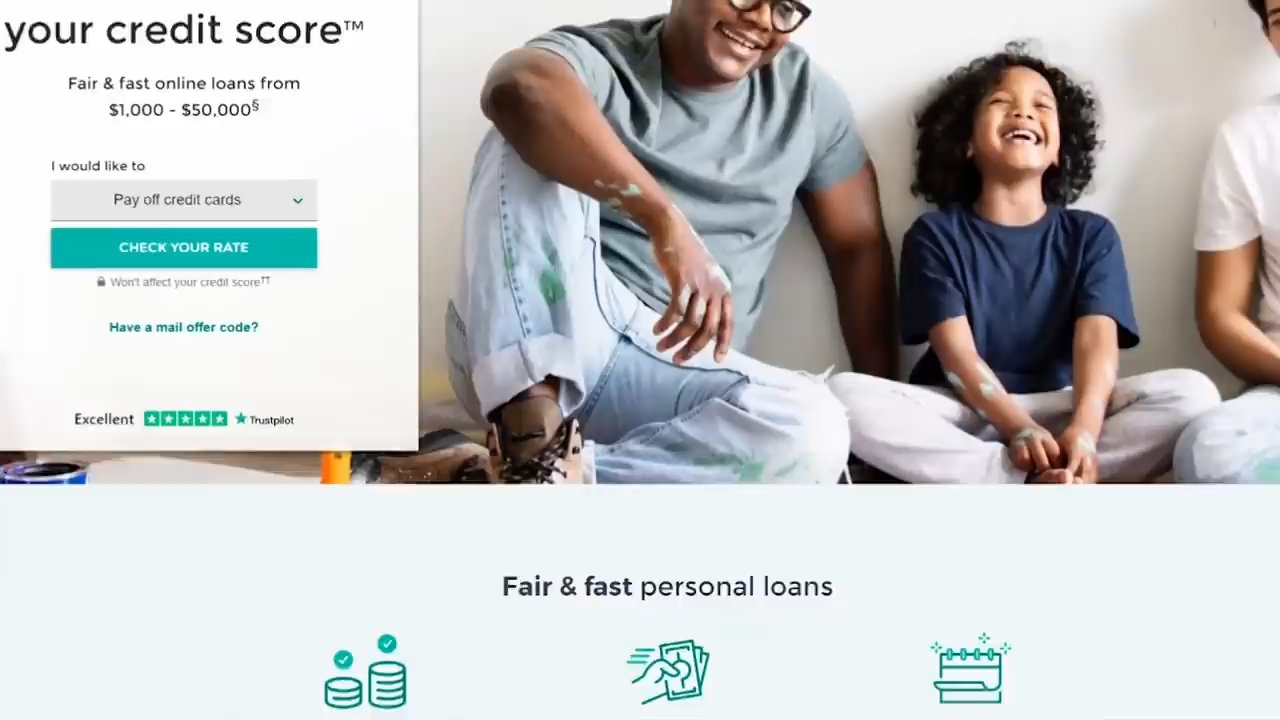 your credit score™
Fair & fast online loans from
$1,000 - $50,000§
I would like to
Pay off credit cards
CHECK YOUR RATE
Won't affect your credit score††
Have a mail offer code?
Excellent ★ Trustpilot
Fair & fast personal loans